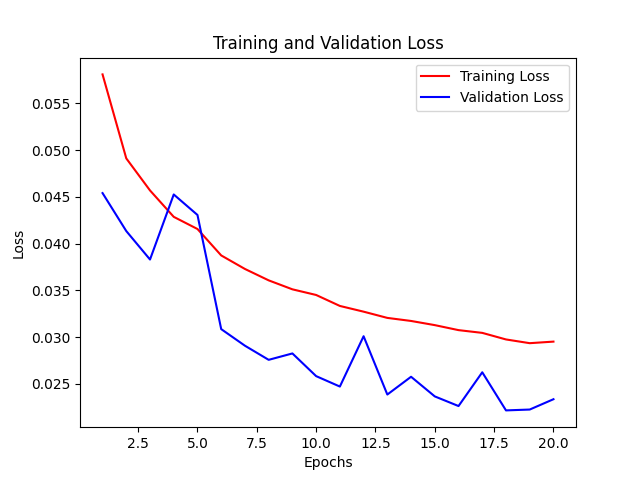 Training and Validation Loss
Training Loss
Validation Loss
0.055
0.050
0.045
0.040
0.035
0.030
0.025
Loss
2.5 5.0 7.5 10.0 12.5 15.0 17.5 20.0
Epochs